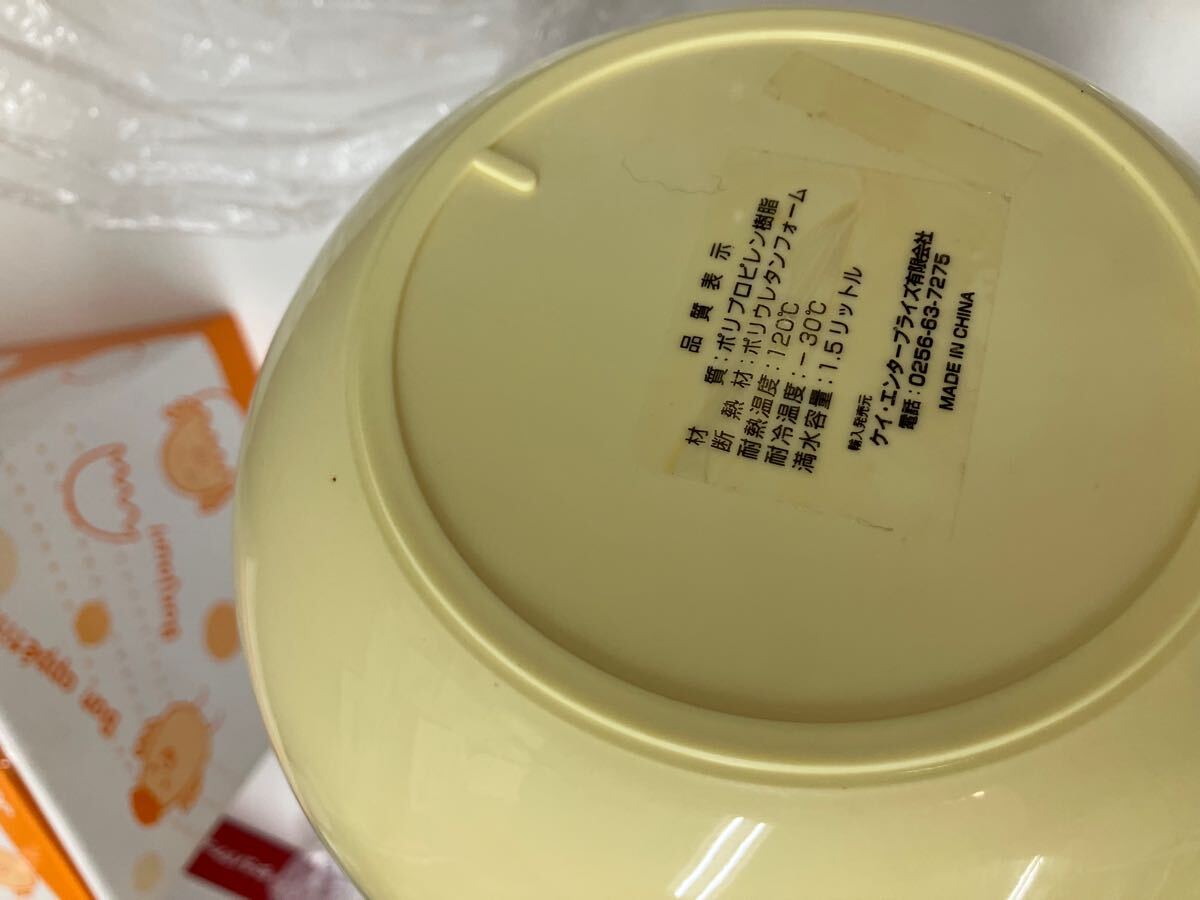 品質表示
材質:ポリプロピレン樹脂
断熱材:ポリウレタンフォーム
耐熱温度:120℃
耐冷温度:-30℃
満水容量:1.5リットル
輸入発売元
ケイ・エンタープライズ有限会社
電話:0256-63-7275
MADE IN CHINA
Bon appétit